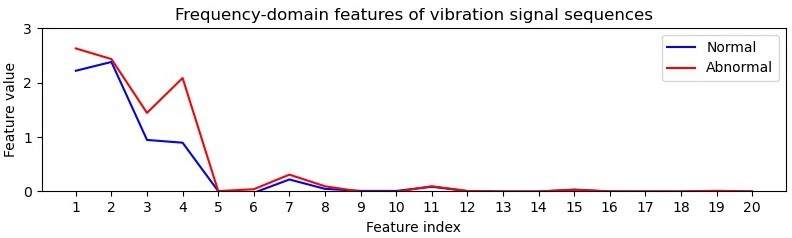 Frequency-domain features of vibration signal sequences
3
Normal
Abnormal
2
Feature value
1
0
1 2 3 4 5 6 7 8 9 10 11 12 13 14 15 16 17 18 19 20
Feature index